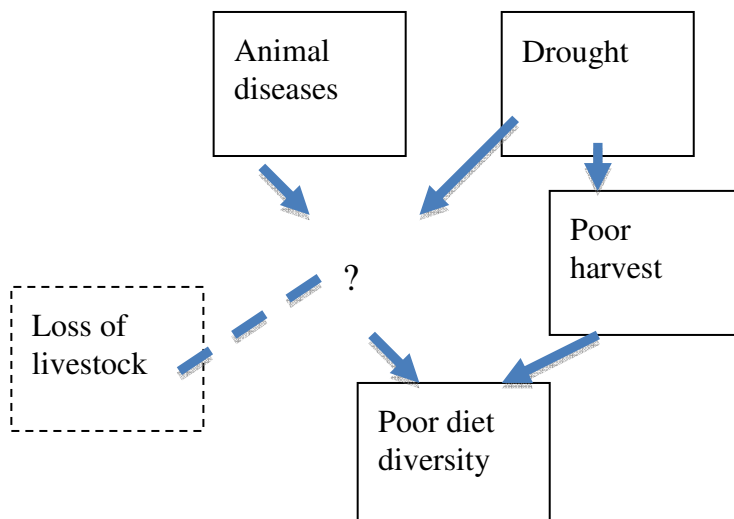 Animal
diseases
Drought
Poor
harvest
?
Loss of
livestock
Poor diet
diversity